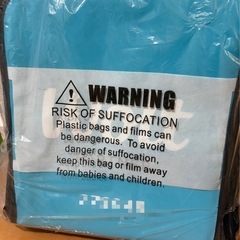 WARNING
RISK OF SUFFOCATION
Plastic bags and films can
be dangerous. To avoid
danger of suffocation,
keep this bag or film away
from babies and children.